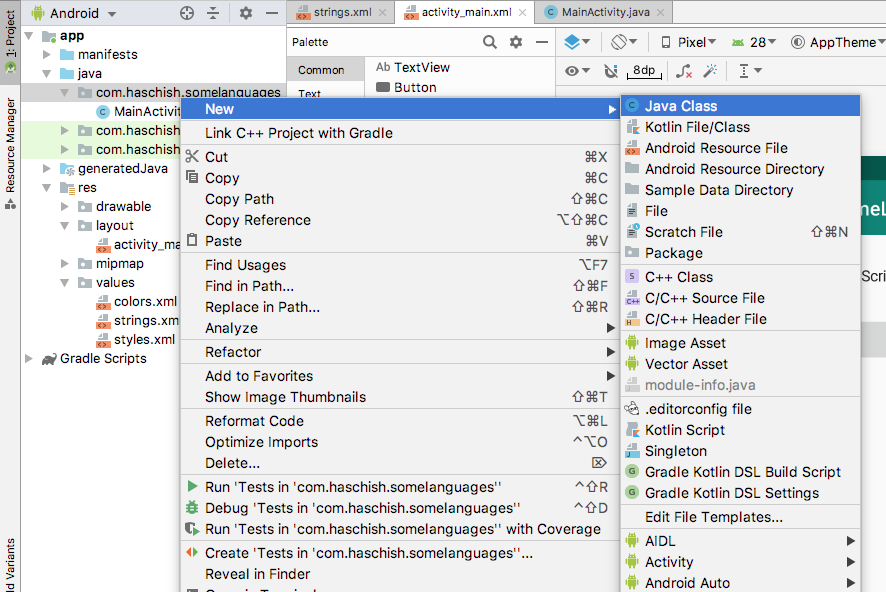 1: Project
Resource Manager
ld Variants
Android
strings.xml
activity_main.xml
MainActivity.java
app
manifests
java
com.haschish.somelanguages
MainActivit
com.haschish
com.haschish
generatedJava
res
drawable
layout
activity_ma
mipmap
values
colors.xml
strings.xm
styles.xml
Gradle Scripts
Palette
Common
Text
Ab TextView
Button
Pixel
28
AppTheme
8dp
New
Link C++ Project with Gradle
Cut ⌘X
Copy ⌘C
Copy Path ⇧⌘C
Copy Reference ⌥⇧⌘C
Paste ⌘V
Find Usages ⌥F7
Find in Path... ⇧⌘F
Replace in Path... ⇧⌘R
Analyze
Refactor
Add to Favorites
Show Image Thumbnails ⇧⌘T
Reformat Code ⌥⌘L
Optimize Imports ^⌥O
Delete... ⌦
Run 'Tests in 'com.haschish.somelanguages'' ^⇧R
Debug 'Tests in 'com.haschish.somelanguages'' ^⇧D
Run 'Tests in 'com.haschish.somelanguages'' with Coverage
Create 'Tests in 'com.haschish.somelanguages''...
Reveal in Finder
Java Class
Kotlin File/Class
Android Resource File
Android Resource Directory
Sample Data Directory
File
Scratch File ⇧⌘N
Package
C++ Class
C/C++ Source File
C/C++ Header File
Image Asset
Vector Asset
module-info.java
.editorconfig file
Kotlin Script
Singleton
Gradle Kotlin DSL Build Script
Gradle Kotlin DSL Settings
Edit File Templates...
AIDL
Activity
Android Auto
meL
Scri